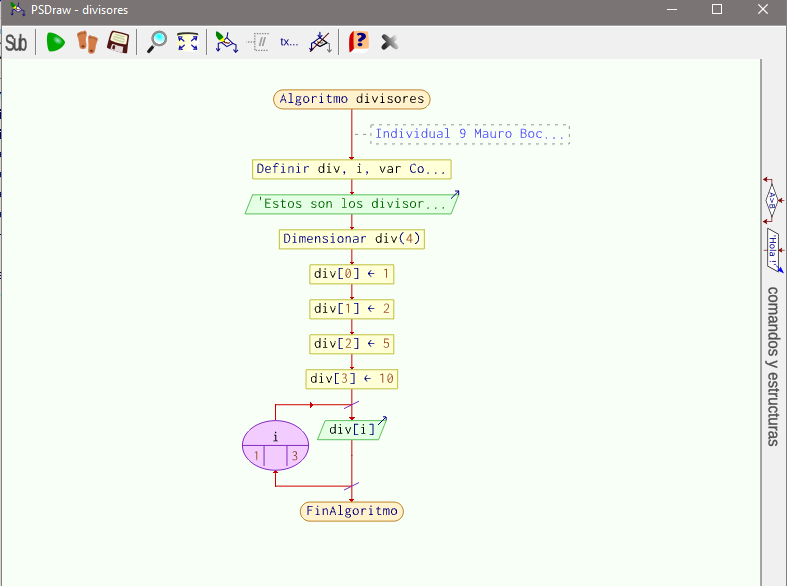 PSDraw - divisores
Sub
tx...
?
Algoritmo divisores
Individual 9 Mauro Boc...
Definir div, i, var Co...
'Estos son los divisor...
Dimensionar div(4)
div[0] ← 1
div[1] ← 2
div[2] ← 5
div[3] ← 10
i
1 3
div[i]
FinAlgoritmo
A>B
'Hola !'
comandos y estructuras